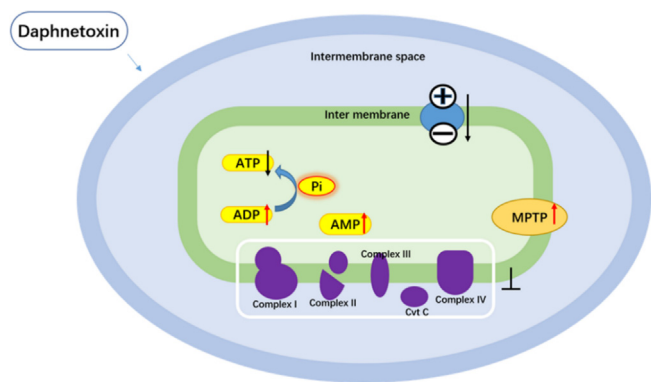 Daphnetoxin
Intermembrane space
Inter membrane
+
−
ATP
Pi
ADP
AMP
MPTP
Complex III
Complex I
Complex II
Cvt C
Complex IV